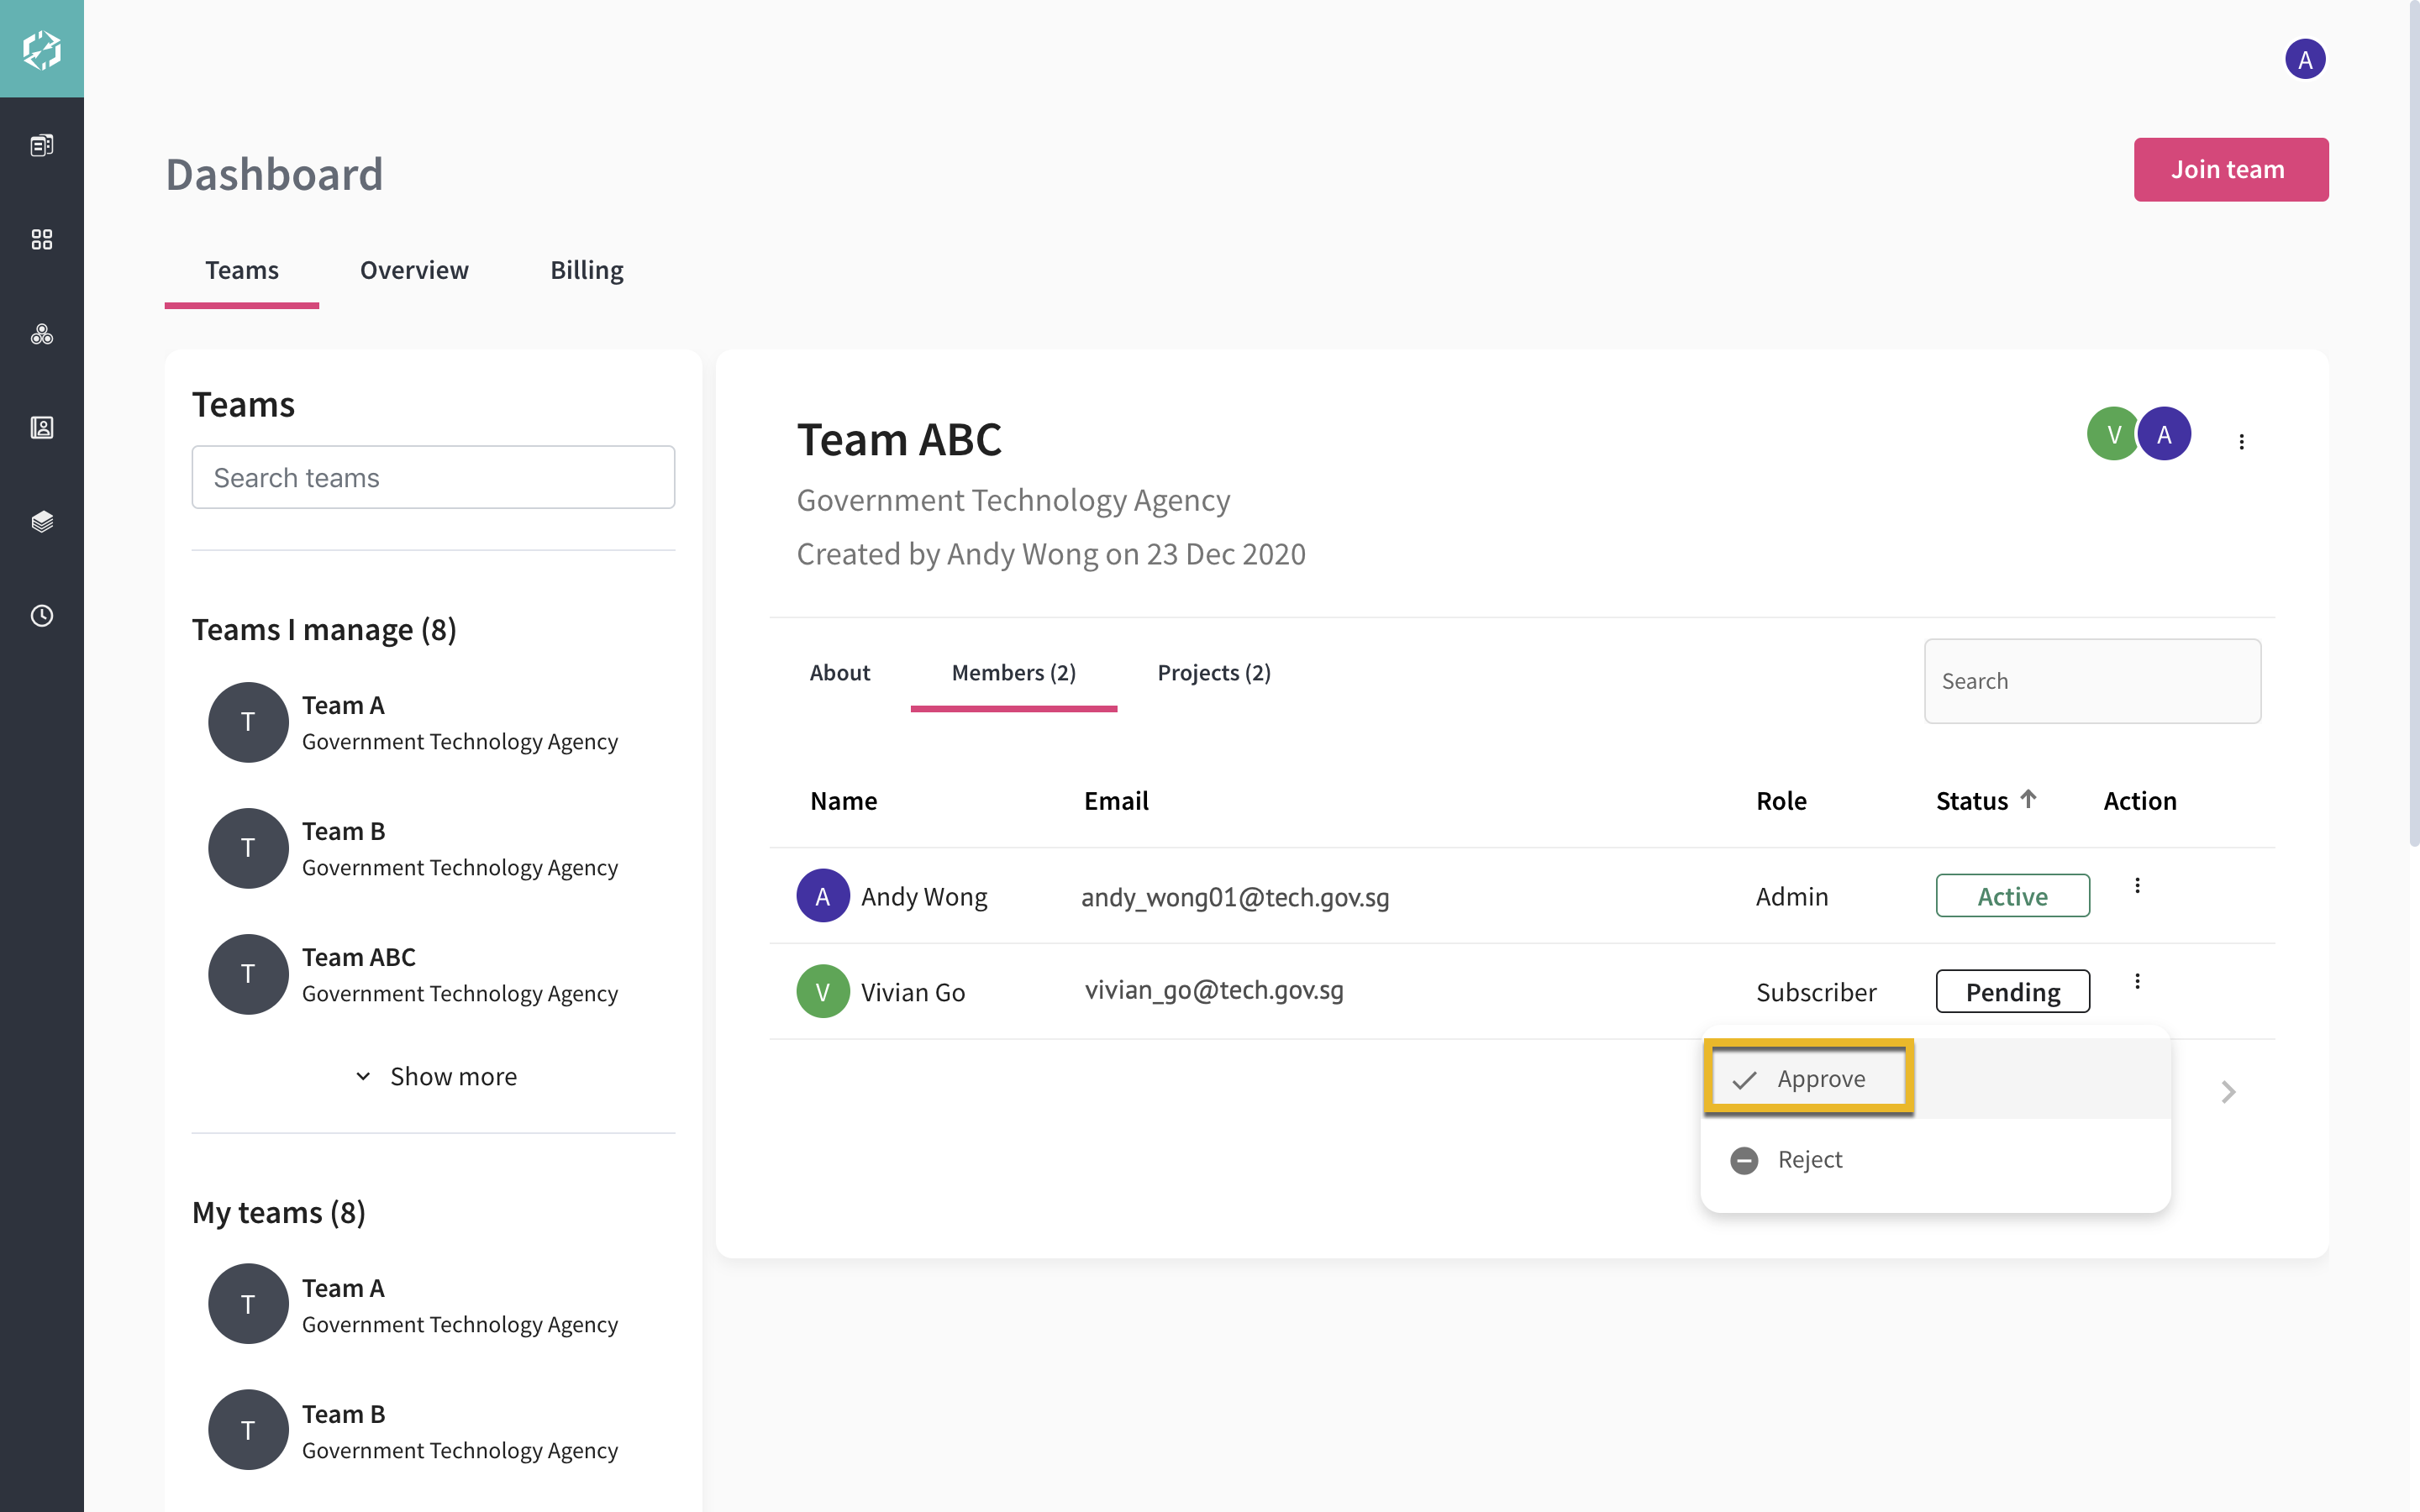 A
Dashboard
Join team
Teams
Overview
Billing
Teams
Search teams
Teams I manage (8)
T
Team A
Government Technology Agency
T
Team B
Government Technology Agency
T
Team ABC
Government Technology Agency
Show more
My teams (8)
T
Team A
Government Technology Agency
T
Team B
Government Technology Agency
Team ABC
V A
Government Technology Agency
Created by Andy Wong on 23 Dec 2020
About
Members (2)
Projects (2)
Search
Name Email Role Status Action
A Andy Wong andy_wong01@tech.gov.sg Admin Active
V Vivian Go vivian_go@tech.gov.sg Subscriber Pending
Approve
Reject